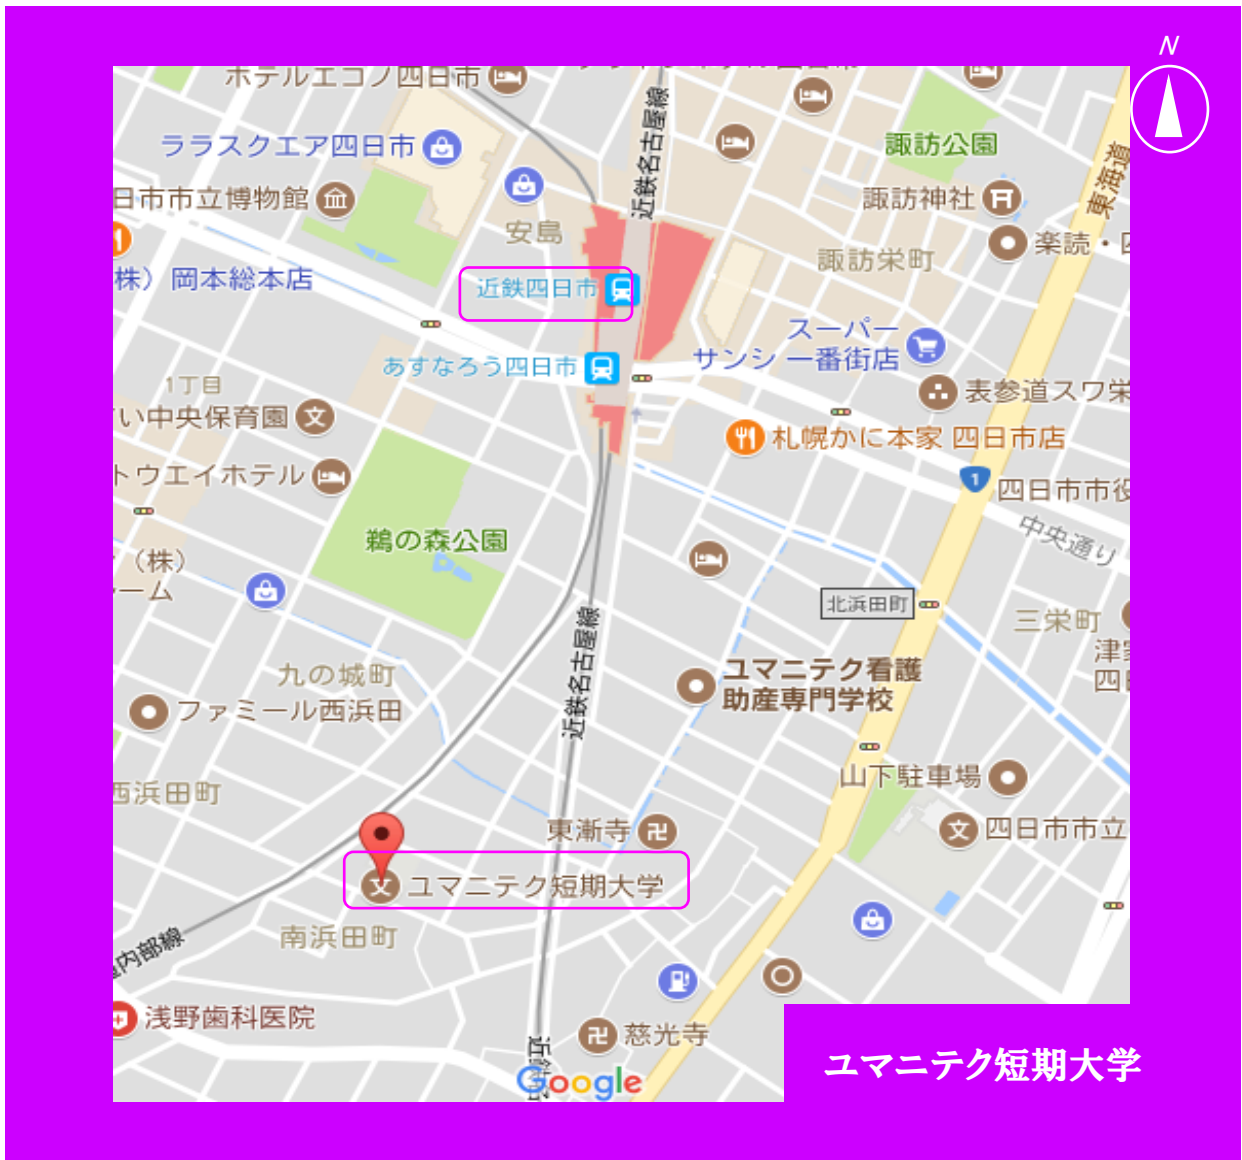 N
ホテルエコノ四日市
近鉄名古屋線
ララスクエア四日市
諏訪公園
東海道
日市市立博物館
諏訪神社
安島
楽読・
諏訪栄町
株）岡本総本店
近鉄四日市
スーパー
サンシ 一番街店
あすなろう四日市
1丁目
表参道スワ栄
い中央保育園
札幌かに本家 四日市店
トウエイホテル
1
四日市市役
中央通り
鵜の森公園
（株）
ーム
北浜田町
三栄町
近鉄名古屋線
津
四
九の城町
ユマニテク看護
助産専門学校
ファミール西浜田
山下駐車場
西浜田町
東漸寺
四日市市立
ユマニテク短期大学
南浜田町
内部線
浅野歯科医院
慈光寺
近鉄
Google
ユマニテク短期大学